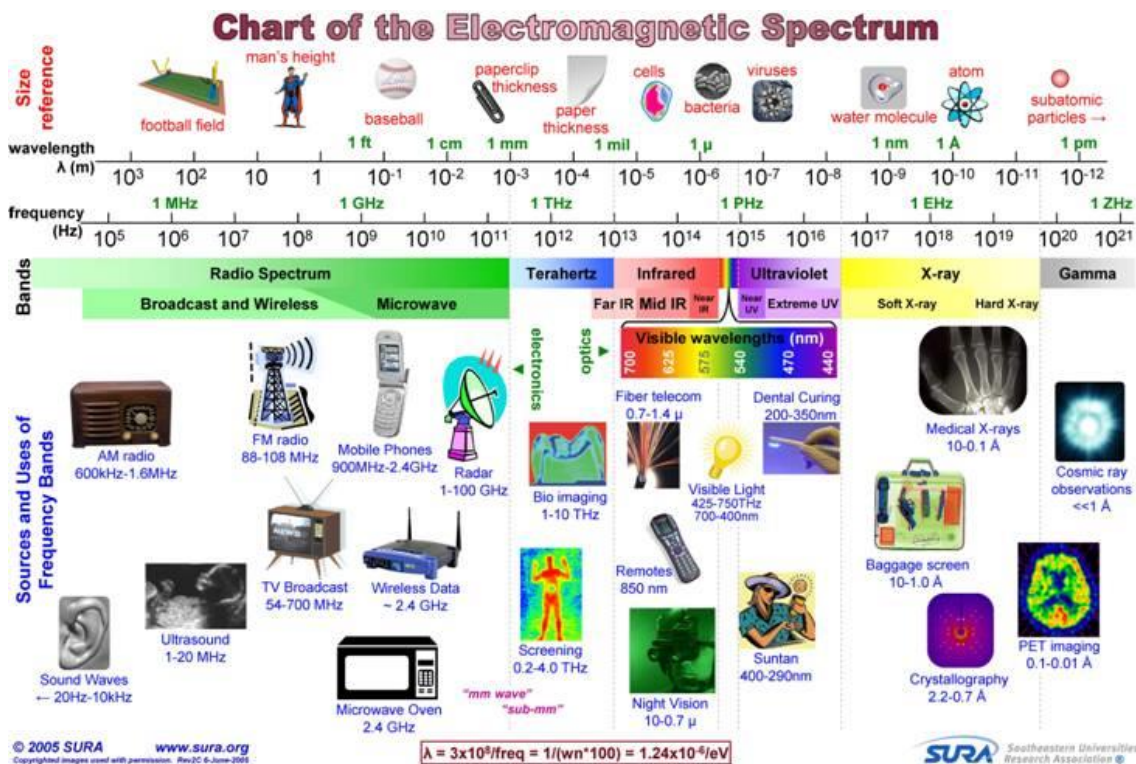 Chart of the Electromagnetic Spectrum
Size reference
football field
man's height
baseball
paperclip thickness
paper thickness
cells
bacteria
viruses
water molecule
atom
subatomic particles →
wavelength λ (m)
1 ft 1 cm 1 mm 1 mil 1 μ 1 nm 1 Å 1 pm
10³ 10² 10¹ 1 10⁻¹ 10⁻² 10⁻³ 10⁻⁴ 10⁻⁵ 10⁻⁶ 10⁻⁷ 10⁻⁸ 10⁻⁹ 10⁻¹⁰ 10⁻¹¹ 10⁻¹²
frequency (Hz)
1 MHz 1 GHz 1 THz 1 PHz 1 EHz 1 ZHz
10⁵ 10⁶ 10⁷ 10⁸ 10⁹ 10¹⁰ 10¹¹ 10¹² 10¹³ 10¹⁴ 10¹⁵ 10¹⁶ 10¹⁷ 10¹⁸ 10¹⁹ 10²⁰ 10²¹
Bands
Radio Spectrum Terahertz Infrared Ultraviolet X-ray Gamma
Broadcast and Wireless Microwave Far IR Mid IR Near IR Near UV Extreme UV Soft X-ray Hard X-ray
electronics
optics
Visible wavelengths (nm)
700 625 575 540 470 440
Sources and Uses of
Frequency Bands
AM radio
600kHz-1.6MHz
FM radio
88-108 MHz
Mobile Phones
900MHz-2.4GHz
Radar
1-100 GHz
Bio imaging
1-10 THz
Fiber telecom
0.7-1.4 μ
Visible Light
425-750THz
700-400nm
Dental Curing
200-350nm
Medical X-rays
10-0.1 Å
Cosmic ray
observations
<<1 Å
TV Broadcast
54-700 MHz
Wireless Data
~ 2.4 GHz
Remotes
850 nm
Baggage screen
10-1.0 Å
Sound Waves
← 20Hz-10kHz
Ultrasound
1-20 MHz
Microwave Oven
2.4 GHz
Screening
0.2-4.0 THz
"mm wave"
"sub-mm"
Night Vision
10-0.7 μ
Suntan
400-290nm
Crystallography
2.2-0.7 Å
PET imaging
0.1-0.01 Å
© 2005 SURA www.sura.org
Copyrighted images used with permission. Rev2C 6-June-2005
λ = 3x10⁸/freq = 1/(wn*100) = 1.24x10⁻⁶/eV
SURA
Southeastern Universities
Research Association ®